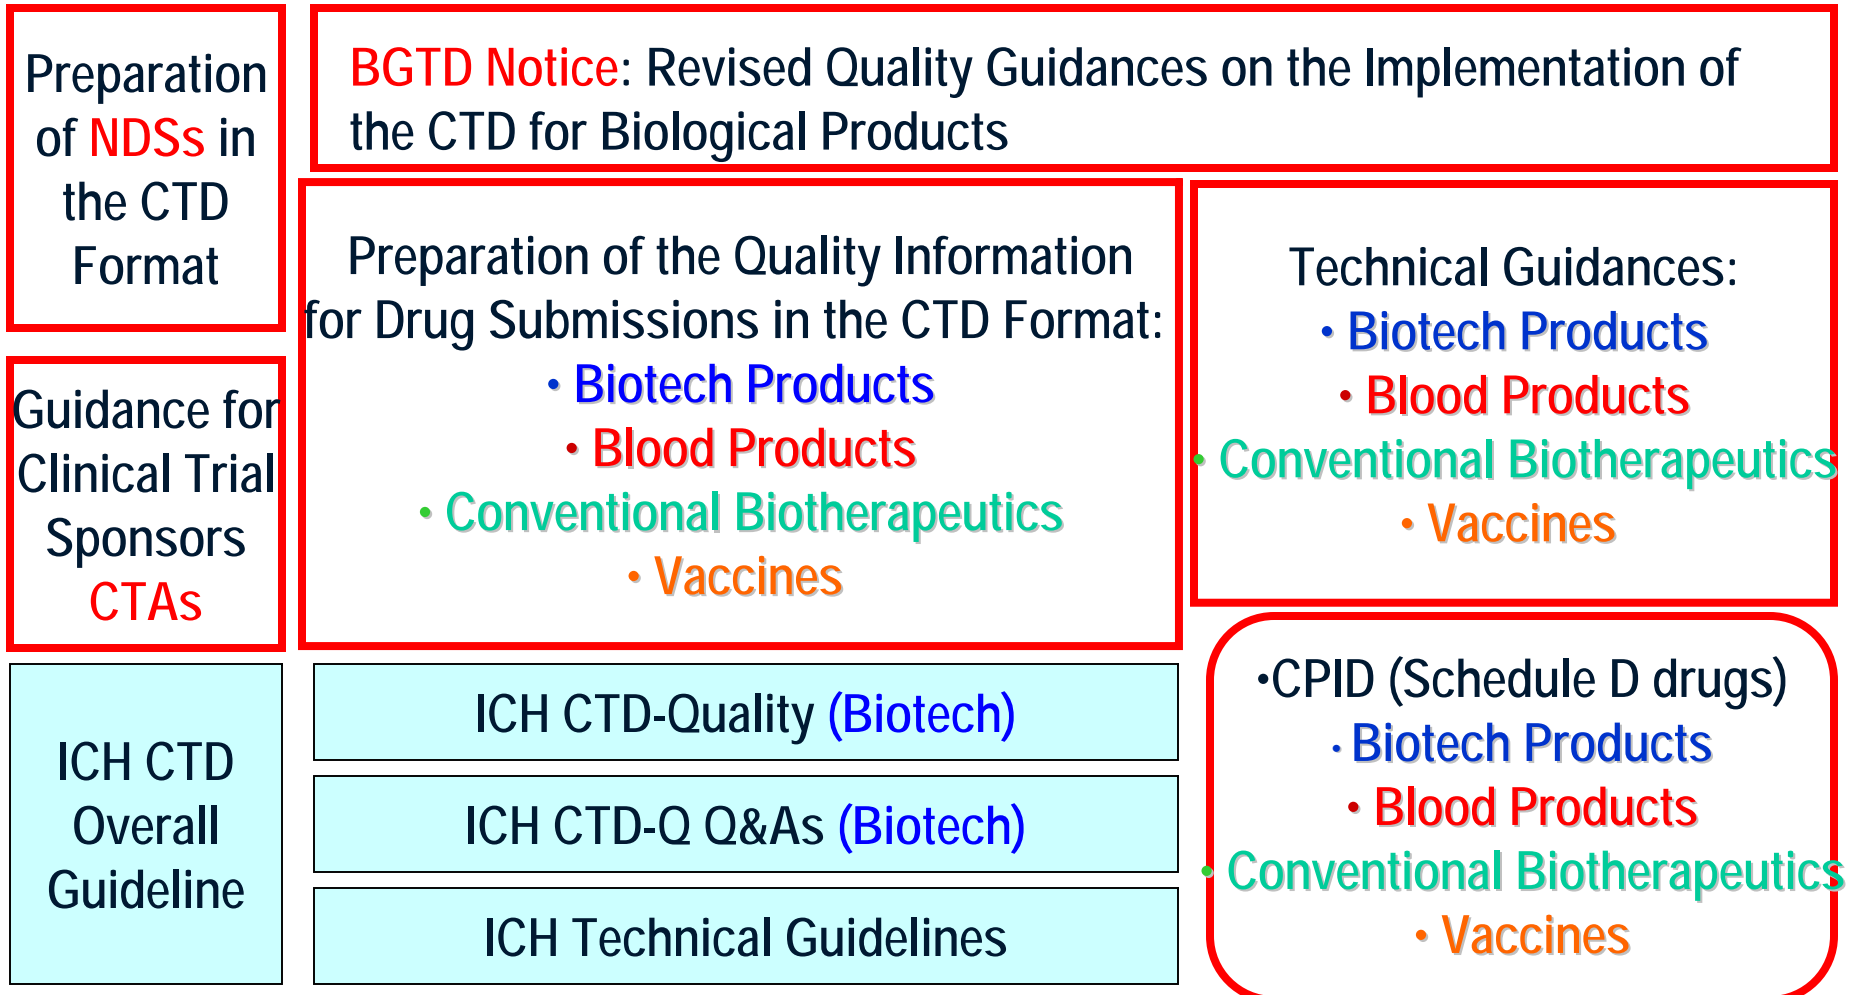 Preparation
of NDSs in
the CTD
Format
BGTD Notice: Revised Quality Guidances on the Implementation of
the CTD for Biological Products
Preparation of the Quality Information
for Drug Submissions in the CTD Format:
• Biotech Products
• Blood Products
• Conventional Biotherapeutics
• Vaccines
Technical Guidances:
• Biotech Products
• Blood Products
• Conventional Biotherapeutics
• Vaccines
Guidance for
Clinical Trial
Sponsors
CTAs
ICH CTD
Overall
Guideline
ICH CTD-Quality (Biotech)
ICH CTD-Q Q&As (Biotech)
ICH Technical Guidelines
•CPID (Schedule D drugs)
• Biotech Products
• Blood Products
• Conventional Biotherapeutics
• Vaccines